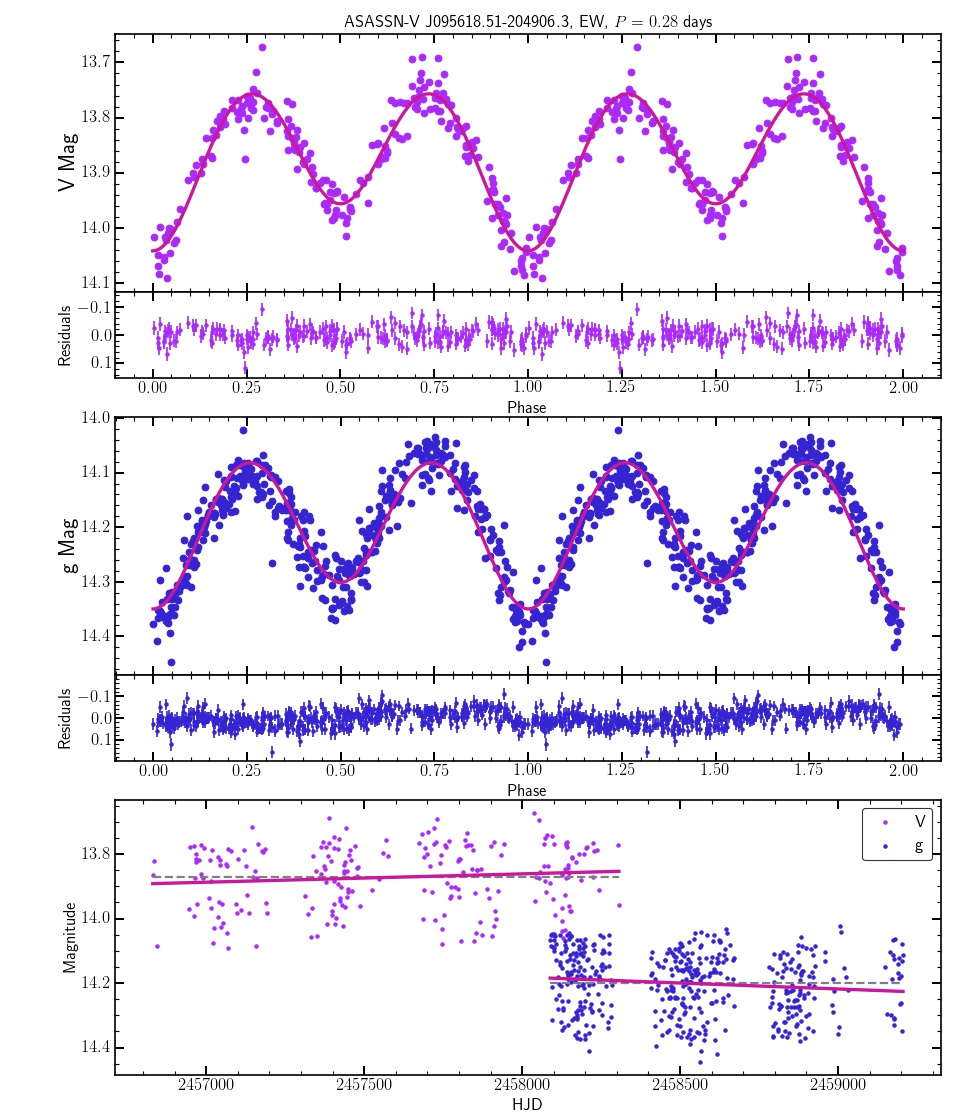 ASASSN-V J095618.51-204906.3, EW, P = 0.28 days
V Mag
13.7
13.8
13.9
14.0
14.1
Residuals
−0.1
0.0
0.1
0.00 0.25 0.50 0.75 1.00 1.25 1.50 1.75 2.00
Phase
g Mag
14.0
14.1
14.2
14.3
14.4
Residuals
−0.1
0.0
0.1
0.00 0.25 0.50 0.75 1.00 1.25 1.50 1.75 2.00
Phase
V
g
Magnitude
13.8
14.0
14.2
14.4
2457000 2457500 2458000 2458500 2459000
HJD